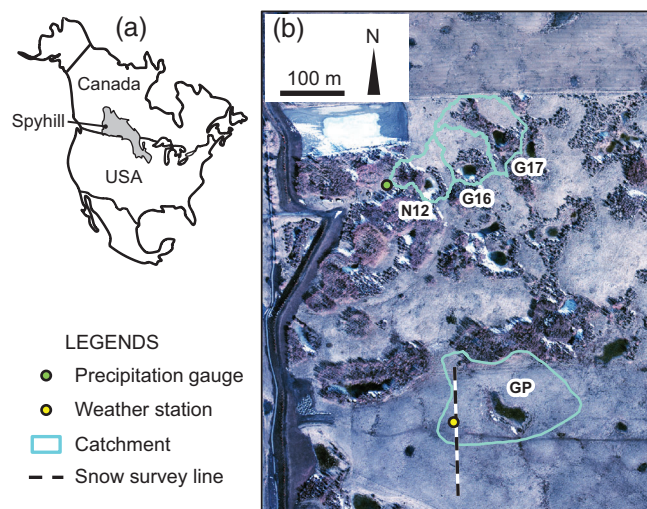 (a)
Canada
Spyhill
USA
LEGENDS
Precipitation gauge
Weather station
Catchment
Snow survey line
(b)
N
100 m
G17
G16
N12
GP